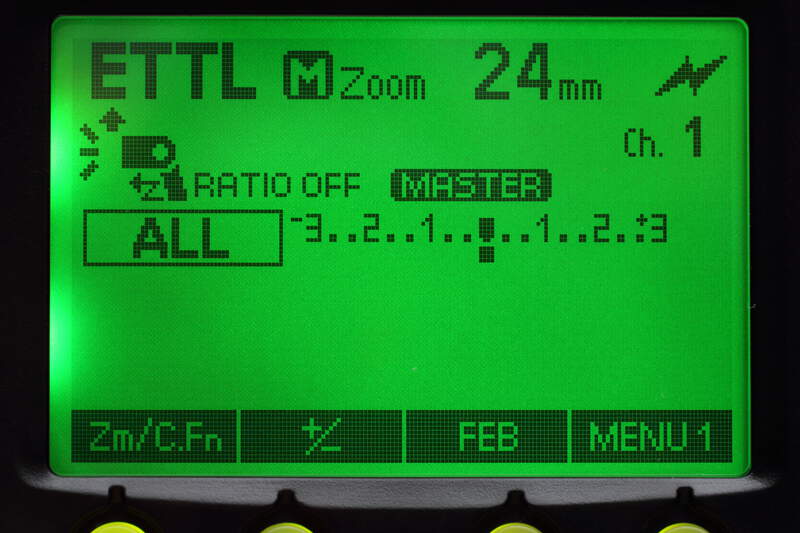 ETTL M Zoom 24mm
Ch. 1
RATIO OFF MASTER
ALL -3..2..1..0..1..2.:+3
Zm/C.Fn +/- FEB MENU 1